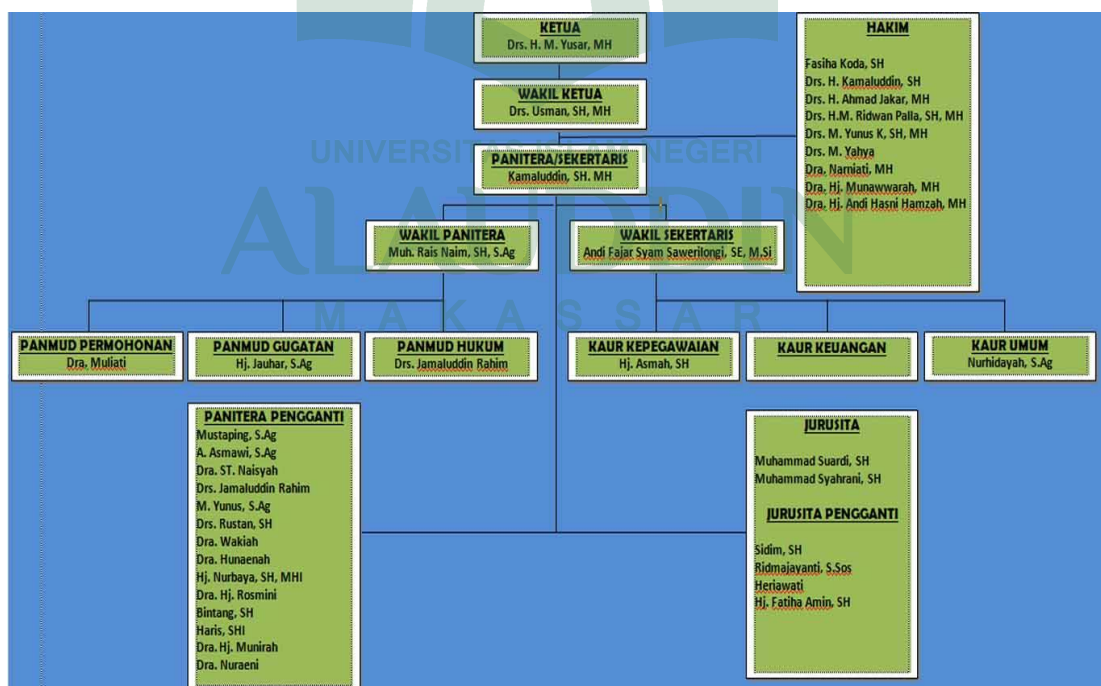 KETUA
Drs. H. M. Yusar, MH
WAKIL KETUA
Drs. Usman, SH, MH
HAKIM
Fasiha Koda, SH
Drs. H. Kamaluddin, SH
Drs. H. Ahmad Jakar, MH
Drs. H.M. Ridwan Palla, SH, MH
Drs. M. Yunus K, SH, MH
Drs. M. Yahya
Dra. Narniati, MH
Dra. Hj. Munawwarah, MH
Dra, Hj. Andi Hasni Hamzah, MH
PANITERA/SEKERTARIS
Kamaluddin, SH. MH
UNIVERSITAS ISLAM NEGERI
ALAUDDIN
MAKASSAR
WAKIL PANITERA
Muh. Rais Naim, SH, S.Ag
WAKIL SEKERTARIS
Andi Fajar Syam Sawerilongi, SE, M.Si
PANMUD PERMOHONAN
Dra, Muliati
PANMUD GUGATAN
Hj. Jauhar, S.Ag
PANMUD HUKUM
Drs. Jamaluddin Rahim
KAUR KEPEGAWAIAN
Hj. Asmah, SH
KAUR KEUANGAN
KAUR UMUM
Nurhidayah, S.Ag
PANITERA PENGGANTI
Mustaping, S.Ag
A. Asmawi, S.Ag
Dra. ST. Naisyah
Drs. Jamaluddin Rahim
M. Yunus, S.Ag
Drs. Rustan, SH
Dra. Wakiah
Dra. Hunaenah
Hj. Nurbaya, SH, MHI
Dra. Hj. Rosmini
Bintang, SH
Haris, SHI
Dra. Hj. Munirah
Dra. Nuraeni
JURUSITA
Muhammad Suardi, SH
Muhammad Syahrani, SH
JURUSITA PENGGANTI
Sidim, SH
Ridmajayanti, S.Sos
Heriawati
Hj. Fatiha Amin, SH